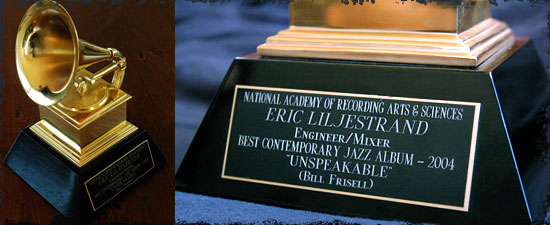 NATIONAL ACADEMY OF RECORDING ARTS & SCIENCES
ERIC LILJESTRAND
ENGINEER/MIXER
BEST CONTEMPORARY JAZZ ALBUM – 2004
"UNSPEAKABLE"
(BILL FRISELL)